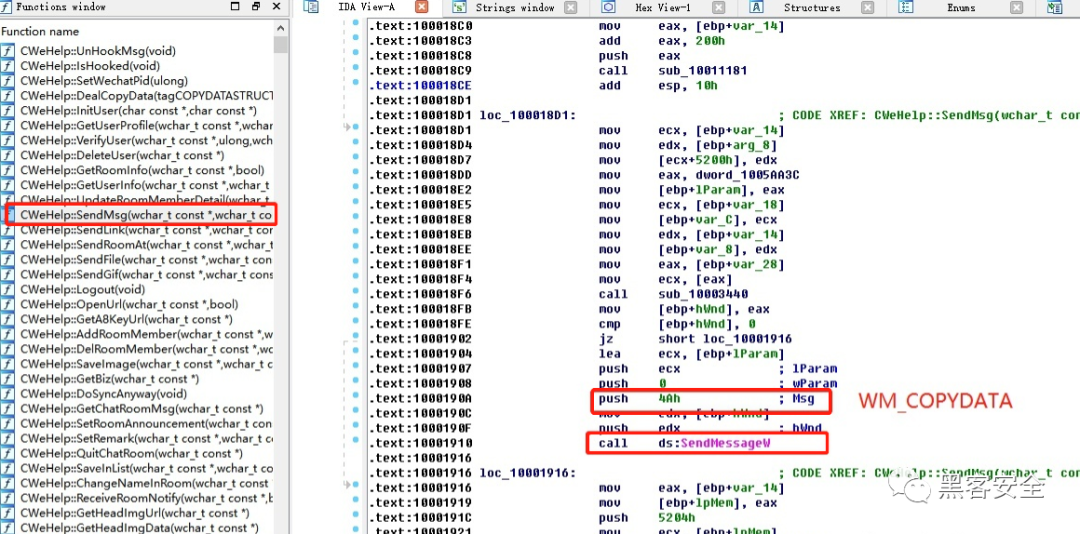 Functions window
IDA View-A
Strings window
Hex View-1
Structures
Enums
Function name
CWeHelp::UnHookMsg(void)
CWeHelp::IsHooked(void)
CWeHelp::SetWechatPid(ulong)
CWeHelp::DealCopyData(tagCOPYDATASTRUCT
CWeHelp::InitUser(char const *,char const *)
CWeHelp::GetUserProfile(wchar_t const *,wchar
CWeHelp::VerifyUser(wchar_t const *,ulong,wch
CWeHelp::DeleteUser(wchar_t const *)
CWeHelp::GetRoomInfo(wchar_t const *,bool)
CWeHelp::GetUserInfo(wchar_t const *,wchar_t
CWeHelp::UpdateRoomMemberDetail(wchar_t
CWeHelp::SendMsg(wchar_t const *,wchar_t co
CWeHelp::SendLink(wchar_t const *,wchar_t co
CWeHelp::SendRoomAt(wchar_t const *,wchar_t
CWeHelp::SendFile(wchar_t const *,wchar_t cons
CWeHelp::SendGif(wchar_t const *,wchar_t cons
CWeHelp::Logout(void)
CWeHelp::OpenUrl(wchar_t const *,bool)
CWeHelp::GetA8KeyUrl(wchar_t const *)
CWeHelp::AddRoomMember(wchar_t const *,w
CWeHelp::DelRoomMember(wchar_t const *,wc
CWeHelp::SaveImage(wchar_t const *,wchar_t c
CWeHelp::GetBiz(wchar_t const *)
CWeHelp::DoSyncAnyway(void)
CWeHelp::GetChatRoomMsg(wchar_t const *)
CWeHelp::SetRoomAnnouncement(wchar_t cons
CWeHelp::SetRemark(wchar_t const *,wchar_t c
CWeHelp::QuitChatRoom(wchar_t const *)
CWeHelp::SaveInList(wchar_t const *,wchar_t co
CWeHelp::ChangeNameInRoom(wchar_t const
CWeHelp::ReceiveRoomNotify(wchar_t const *,b
CWeHelp::GetHeadImgUrl(wchar_t const *)
CWeHelp::GetHeadImgData(wchar_t const *)
.text:100018C0 mov eax, [ebp+var_14]
.text:100018C3 add eax, 200h
.text:100018C8 push eax
.text:100018C9 call sub_10011181
.text:100018CE add esp, 10h
.text:100018D1
.text:100018D1 loc_100018D1: ; CODE XREF: CWeHelp::SendMsg(wchar_t con
.text:100018D1 mov ecx, [ebp+var_14]
.text:100018D4 mov edx, [ebp+arg_8]
.text:100018D7 mov [ecx+5200h], edx
.text:100018DD mov eax, dword_1005AA3C
.text:100018E2 mov [ebp+lParam], eax
.text:100018E5 mov ecx, [ebp+var_18]
.text:100018E8 mov [ebp+var_C], ecx
.text:100018EB mov edx, [ebp+var_14]
.text:100018EE mov [ebp+var_8], edx
.text:100018F1 mov eax, [ebp+var_28]
.text:100018F4 mov ecx, [eax]
.text:100018F6 call sub_10003440
.text:100018FB mov [ebp+hWnd], eax
.text:100018FE cmp [ebp+hWnd], 0
.text:10001902 jz short loc_10001916
.text:10001904 lea ecx, [ebp+lParam]
.text:10001907 push ecx ; lParam
.text:10001908 push 0 ; wParam
.text:1000190A push 4Ah ; Msg
WM_COPYDATA
.text:1000190C mov edx, [ebp+hWnd]
.text:1000190F push edx ; hWnd
.text:10001910 call ds:SendMessageW
.text:10001916
.text:10001916 loc_10001916: ; CODE XREF: CWeHelp::SendMsg(wchar_t con
.text:10001916 mov eax, [ebp+var_14]
.text:10001919 mov [ebp+lpMem], eax
.text:1000191C push 5204h
.text:10001921 mov ecx, [ebp+lpMem]
黑客安全